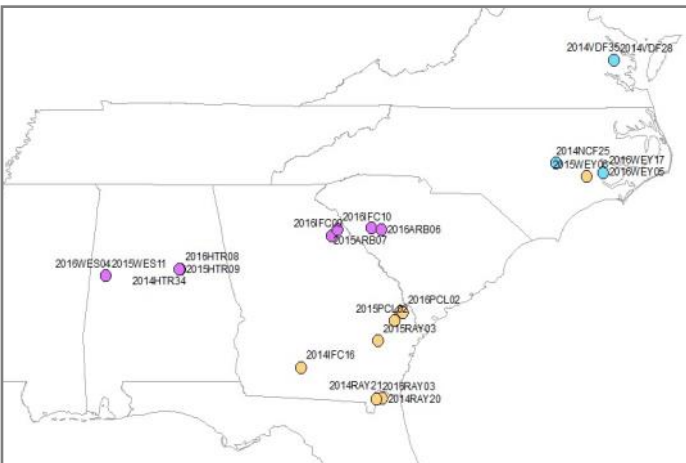 2014VDF35 2014VDF28
2014NCF25
2015WEY06 2016WEY17
2016WEY05
2016IFC09 2016IFC10
2015ARB07 2016ARB06
2016WES04 2015WES11 2016HTR08
2014HTR34 2015HTR09
2015PCL02 2016PCL02
2015RAY03
2014IFC16
2014RAY21 2016RAY03
2014RAY20